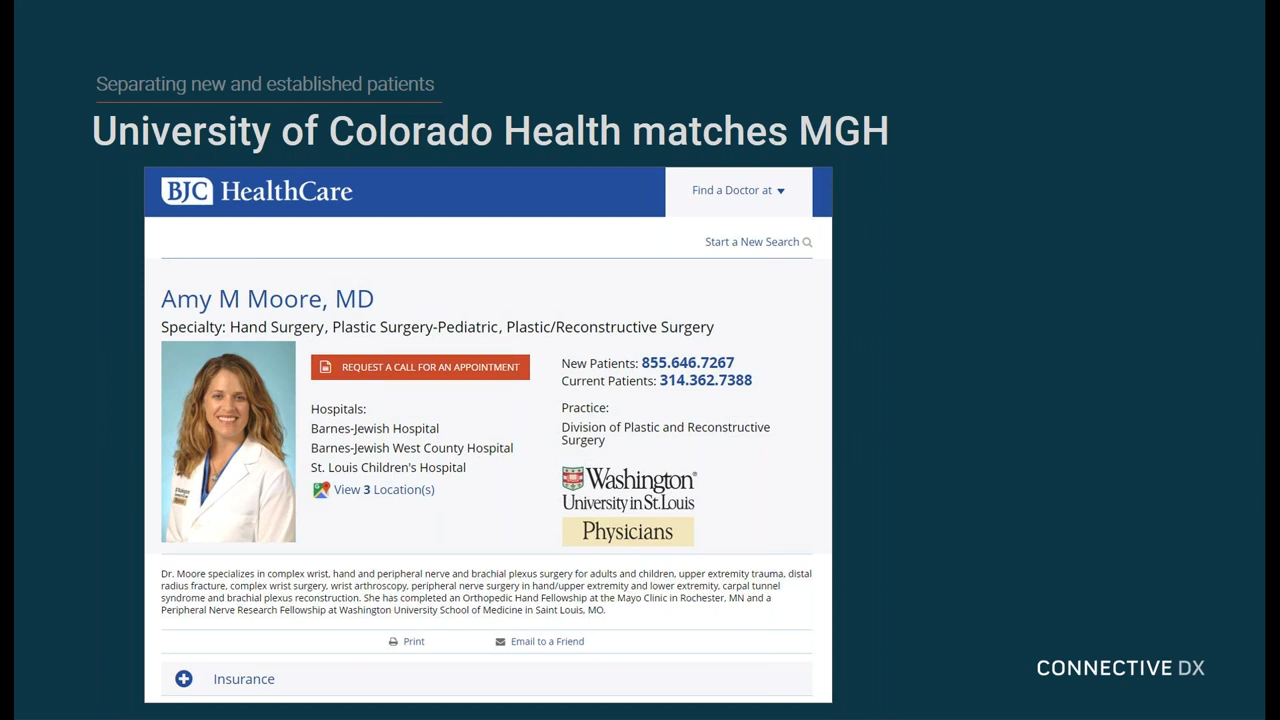 Separating new and established patients
University of Colorado Health matches MGH
BJC HealthCare
Find a Doctor at
Start a New Search
Amy M Moore, MD
Specialty: Hand Surgery, Plastic Surgery-Pediatric, Plastic/Reconstructive Surgery
REQUEST A CALL FOR AN APPOINTMENT
Hospitals:
Barnes-Jewish Hospital
Barnes-Jewish West County Hospital
St. Louis Children's Hospital
View 3 Location(s)
New Patients: 855.646.7267
Current Patients: 314.362.7388
Practice:
Division of Plastic and Reconstructive
Surgery
Washington®
University in St. Louis
Physicians
Dr. Moore specializes in complex wrist, hand and peripheral nerve and brachial plexus surgery for adults and children, upper extremity trauma, distal
radius fracture, complex wrist surgery, wrist arthroscopy, peripheral nerve surgery in hand/upper extremity and lower extremity, carpal tunnel
syndrome and brachial plexus reconstruction. She has completed an Orthopedic Hand Fellowship at the Mayo Clinic in Rochester, MN and a
Peripheral Nerve Research Fellowship at Washington University School of Medicine in Saint Louis, MO.
Print
Email to a Friend
Insurance
CONNECTIVE DX